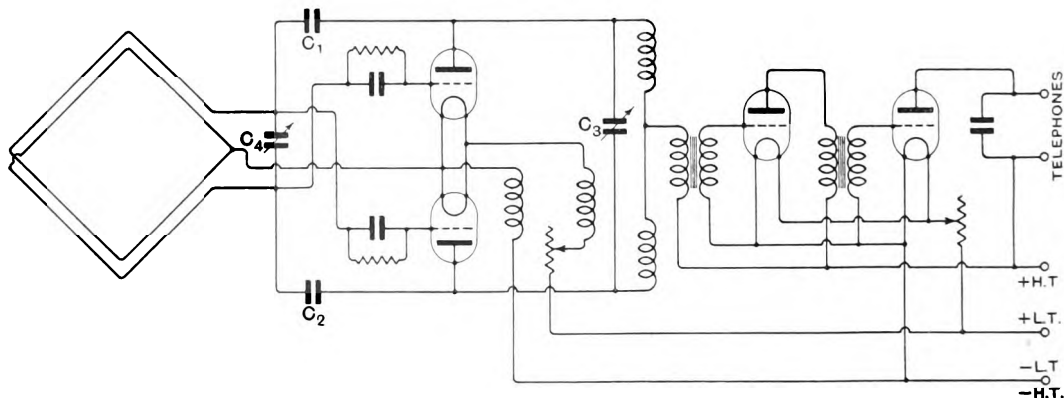 C1
C4
C3
C2
TELEPHONES
+H.T
+L.T.
−L.T
−H.T.